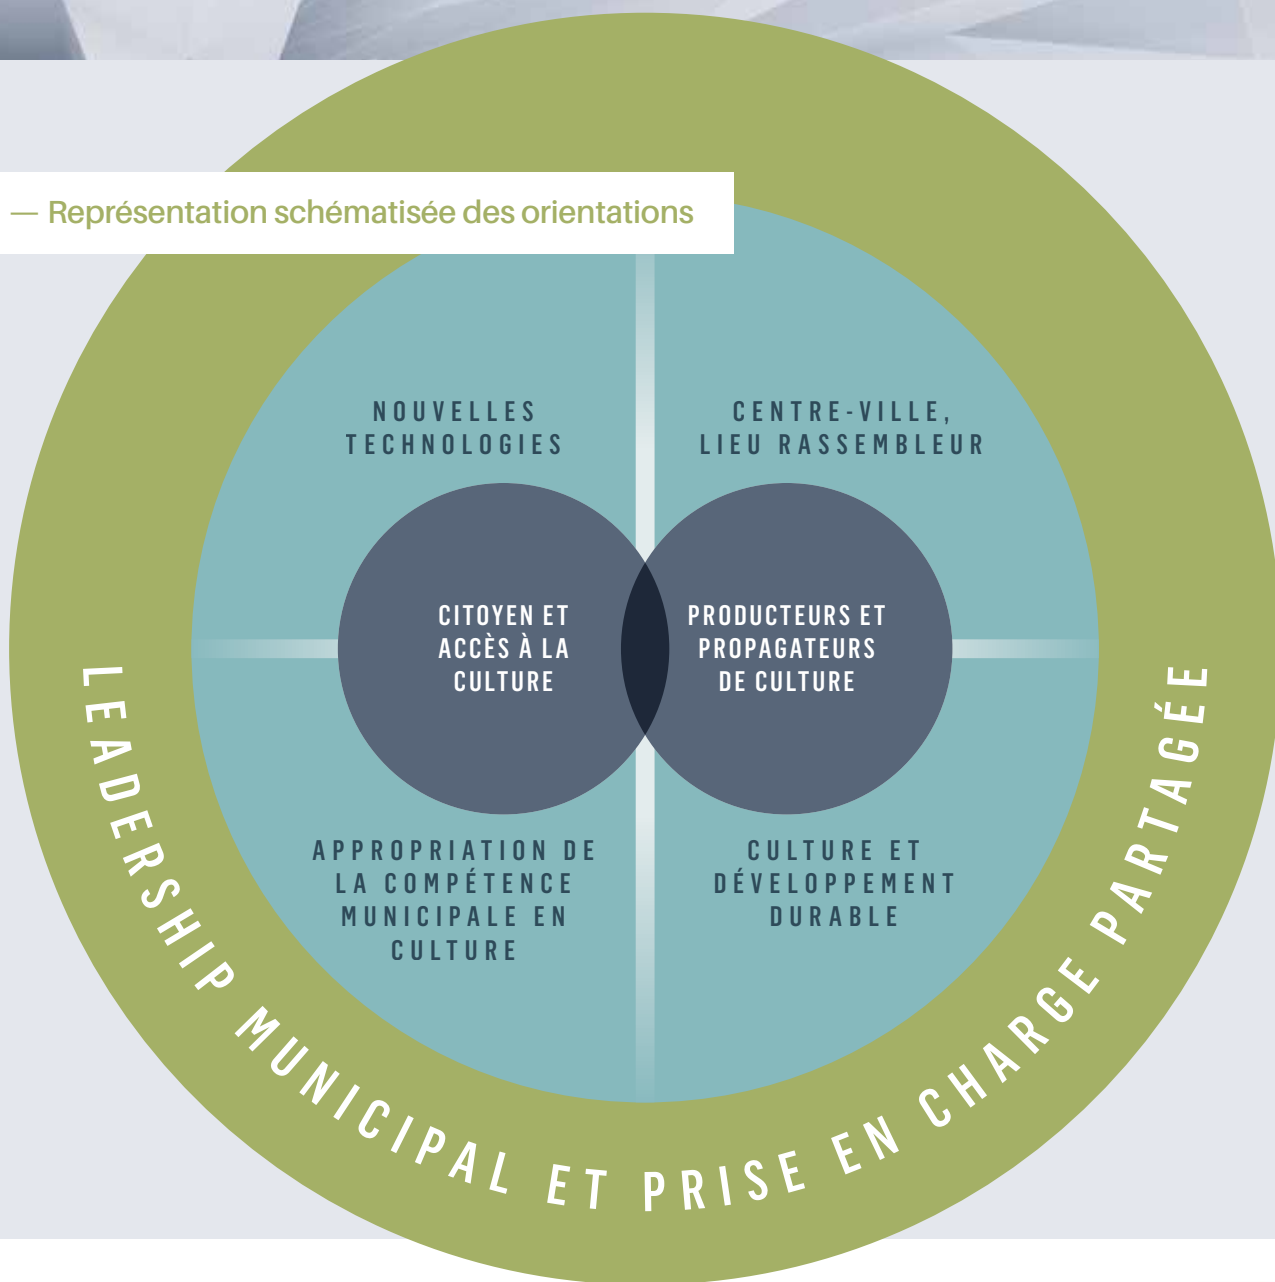 — Représentation schématisée des orientations
NOUVELLES
TECHNOLOGIES
CENTRE-VILLE,
LIEU RASSEMBLEUR
CITOYEN ET
ACCÈS À LA
CULTURE
PRODUCTEURS ET
PROPAGATEURS
DE CULTURE
APPROPRIATION DE
LA COMPÉTENCE
MUNICIPALE EN
CULTURE
CULTURE ET
DÉVELOPPEMENT
DURABLE
LEADERSHIP MUNICIPAL ET PRISE EN CHARGE PARTAGÉE